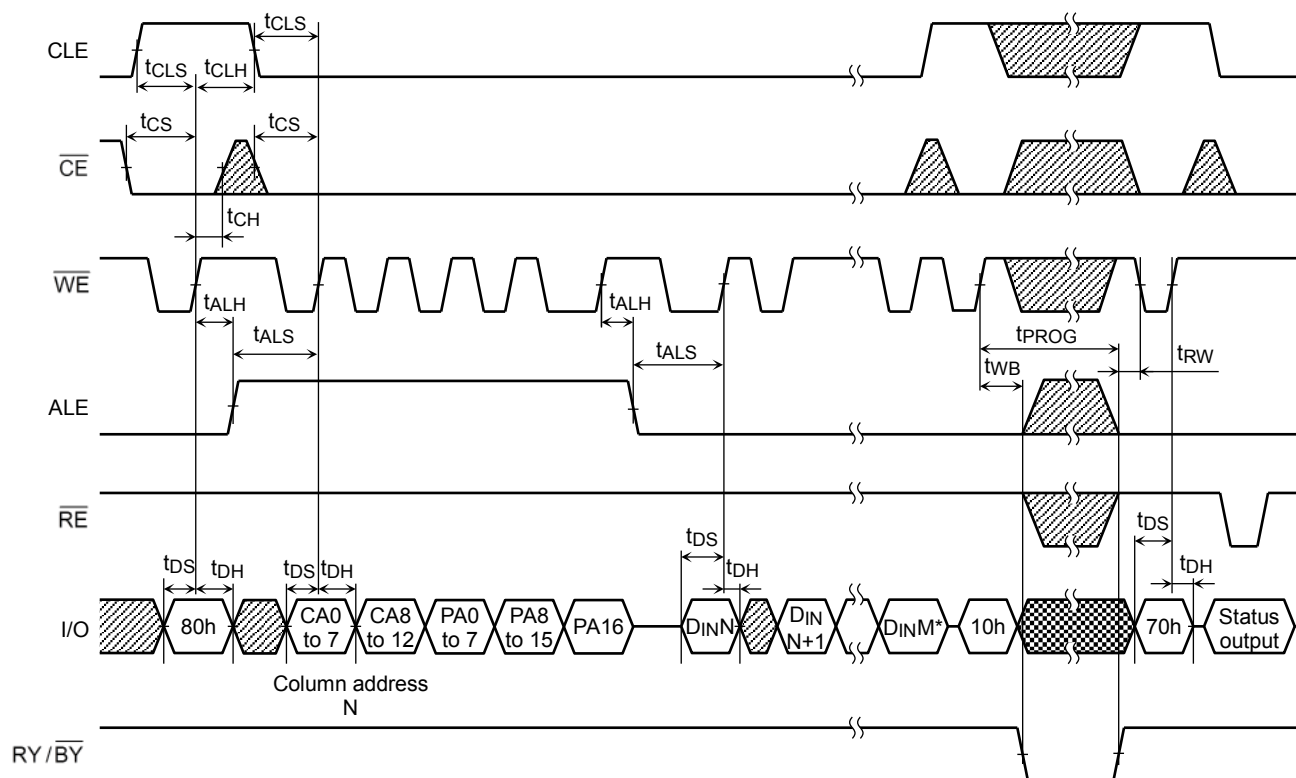 tCLS
CLE
tCLS tCLH
tCS tCS
CE
tCH
WE
tALH tALH
tALS tALS tPROG
tWB tRW
ALE
RE
tDS tDH tDS tDH tDS tDH tDS tDH
I/O 80h CA0 to 7 CA8 to 12 PA0 to 7 PA8 to 15 PA16 DINN DIN N+1 DINM* 10h 70h Status output
Column address
N
RY/BY